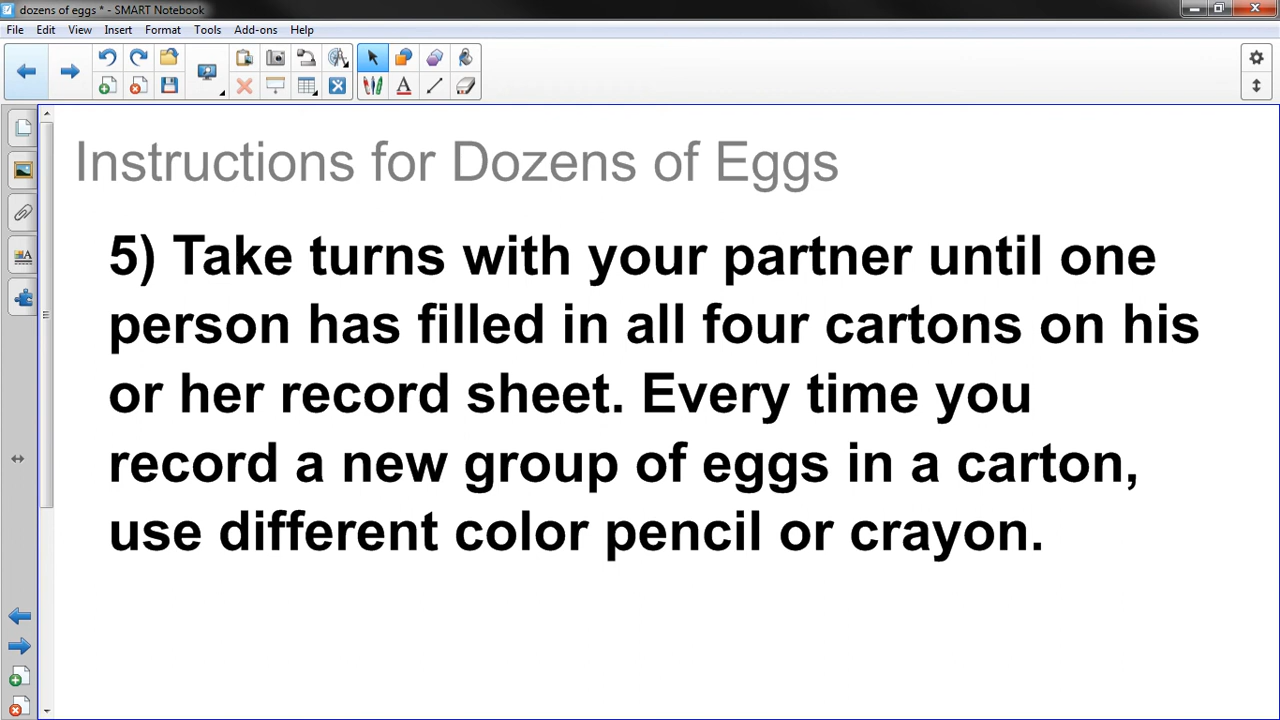 dozens of eggs * - SMART Notebook
File Edit View Insert Format Tools Add-ons Help
Instructions for Dozens of Eggs
5) Take turns with your partner until one
person has filled in all four cartons on his
or her record sheet. Every time you
record a new group of eggs in a carton,
use different color pencil or crayon.